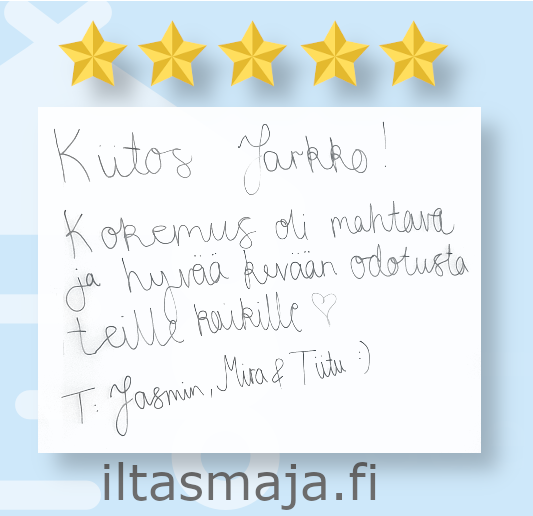 Kiitos Jarkko!
Kokemus oli mahtava
ja hyvää kevään odotusta
teille kaikille ♡
T: Jasmin, Mira & Tiitu :)
iltasmaja.fi